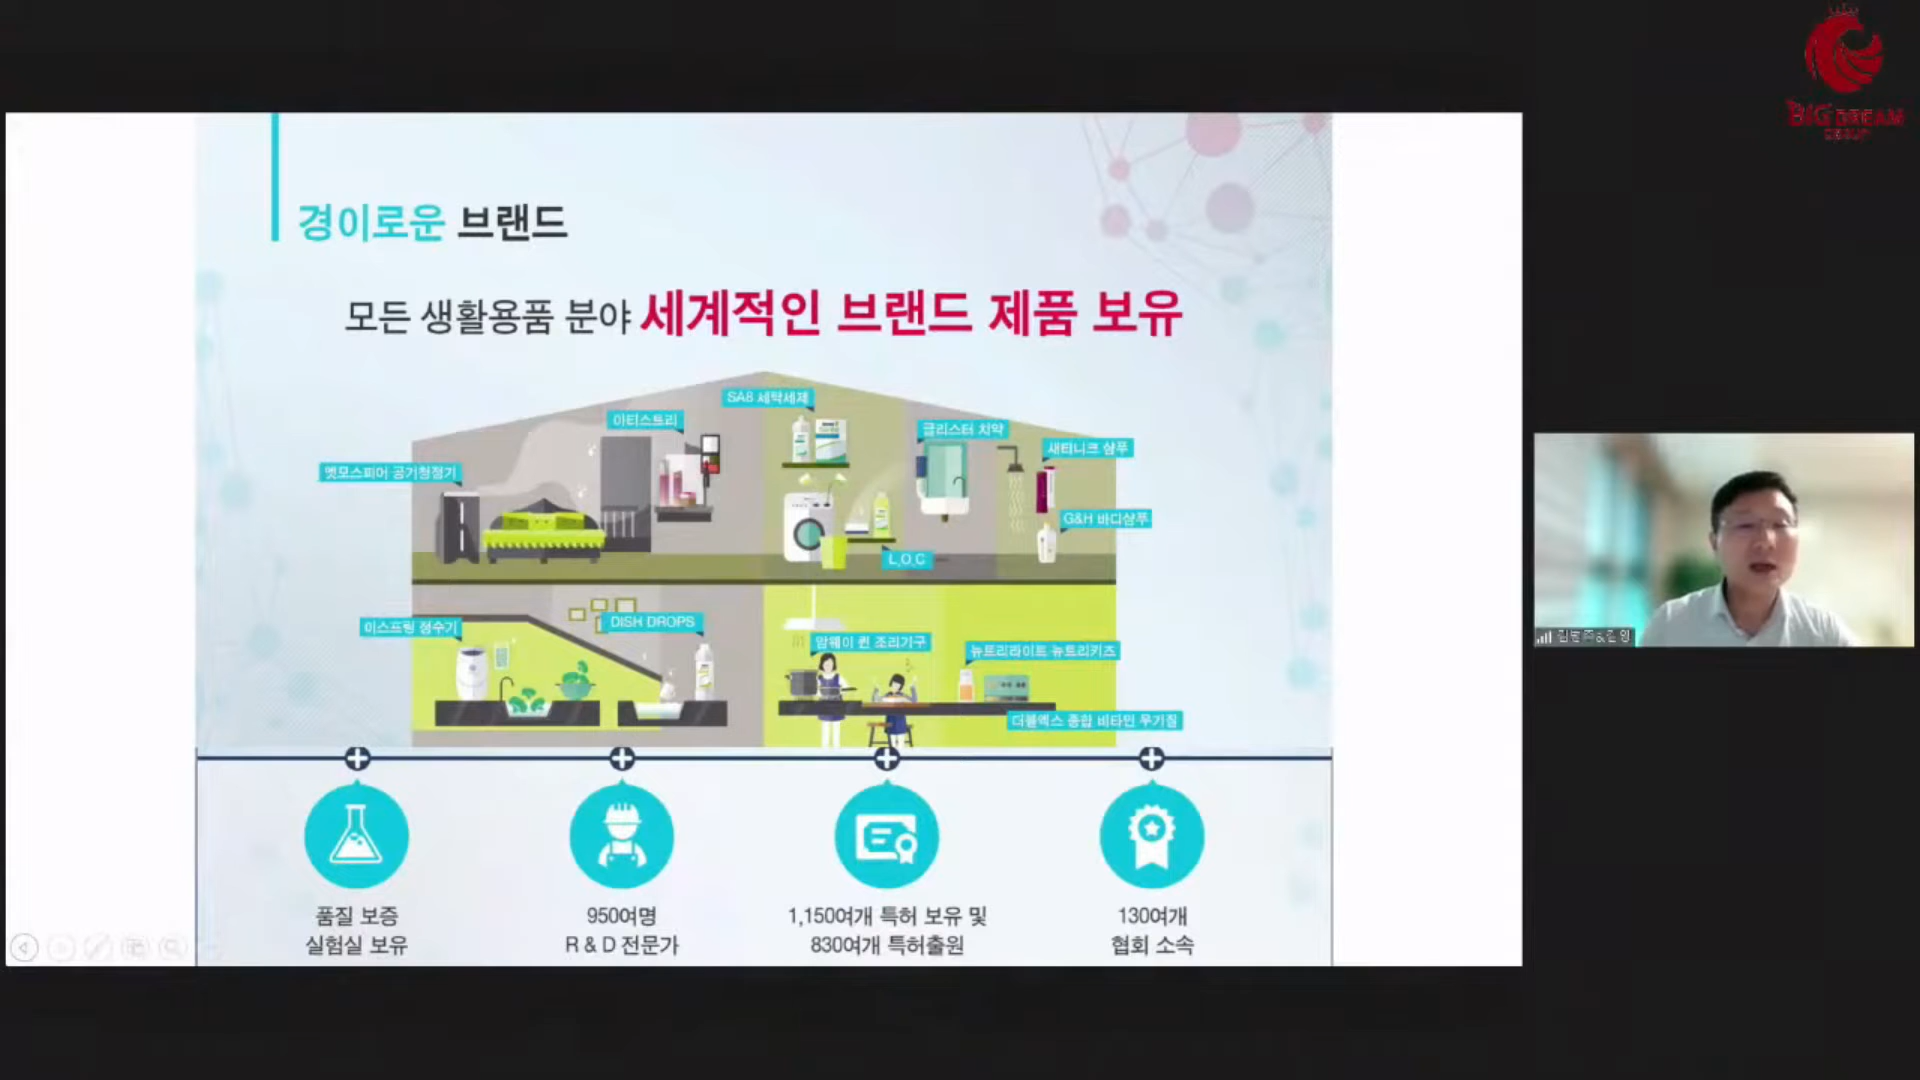 BIG DREAM
GROUP
경이로운 브랜드
모든 생활용품 분야 세계적인 브랜드 제품 보유
SA8 세탁세제
아티스트리
글리스터 치약
새티니크 샴푸
엣모스피어 공기청정기
G&H 바디샴푸
L.O.C
이스프링 정수기
DISH DROPS
암웨이 퀸 조리기구
뉴트리라이트 뉴트리키즈
더블엑스 종합 비타민 무기질
품질 보증
실험실 보유
950여명
R & D 전문가
1,150여개 특허 보유 및
830여개 특허출원
130여개
협회 소속